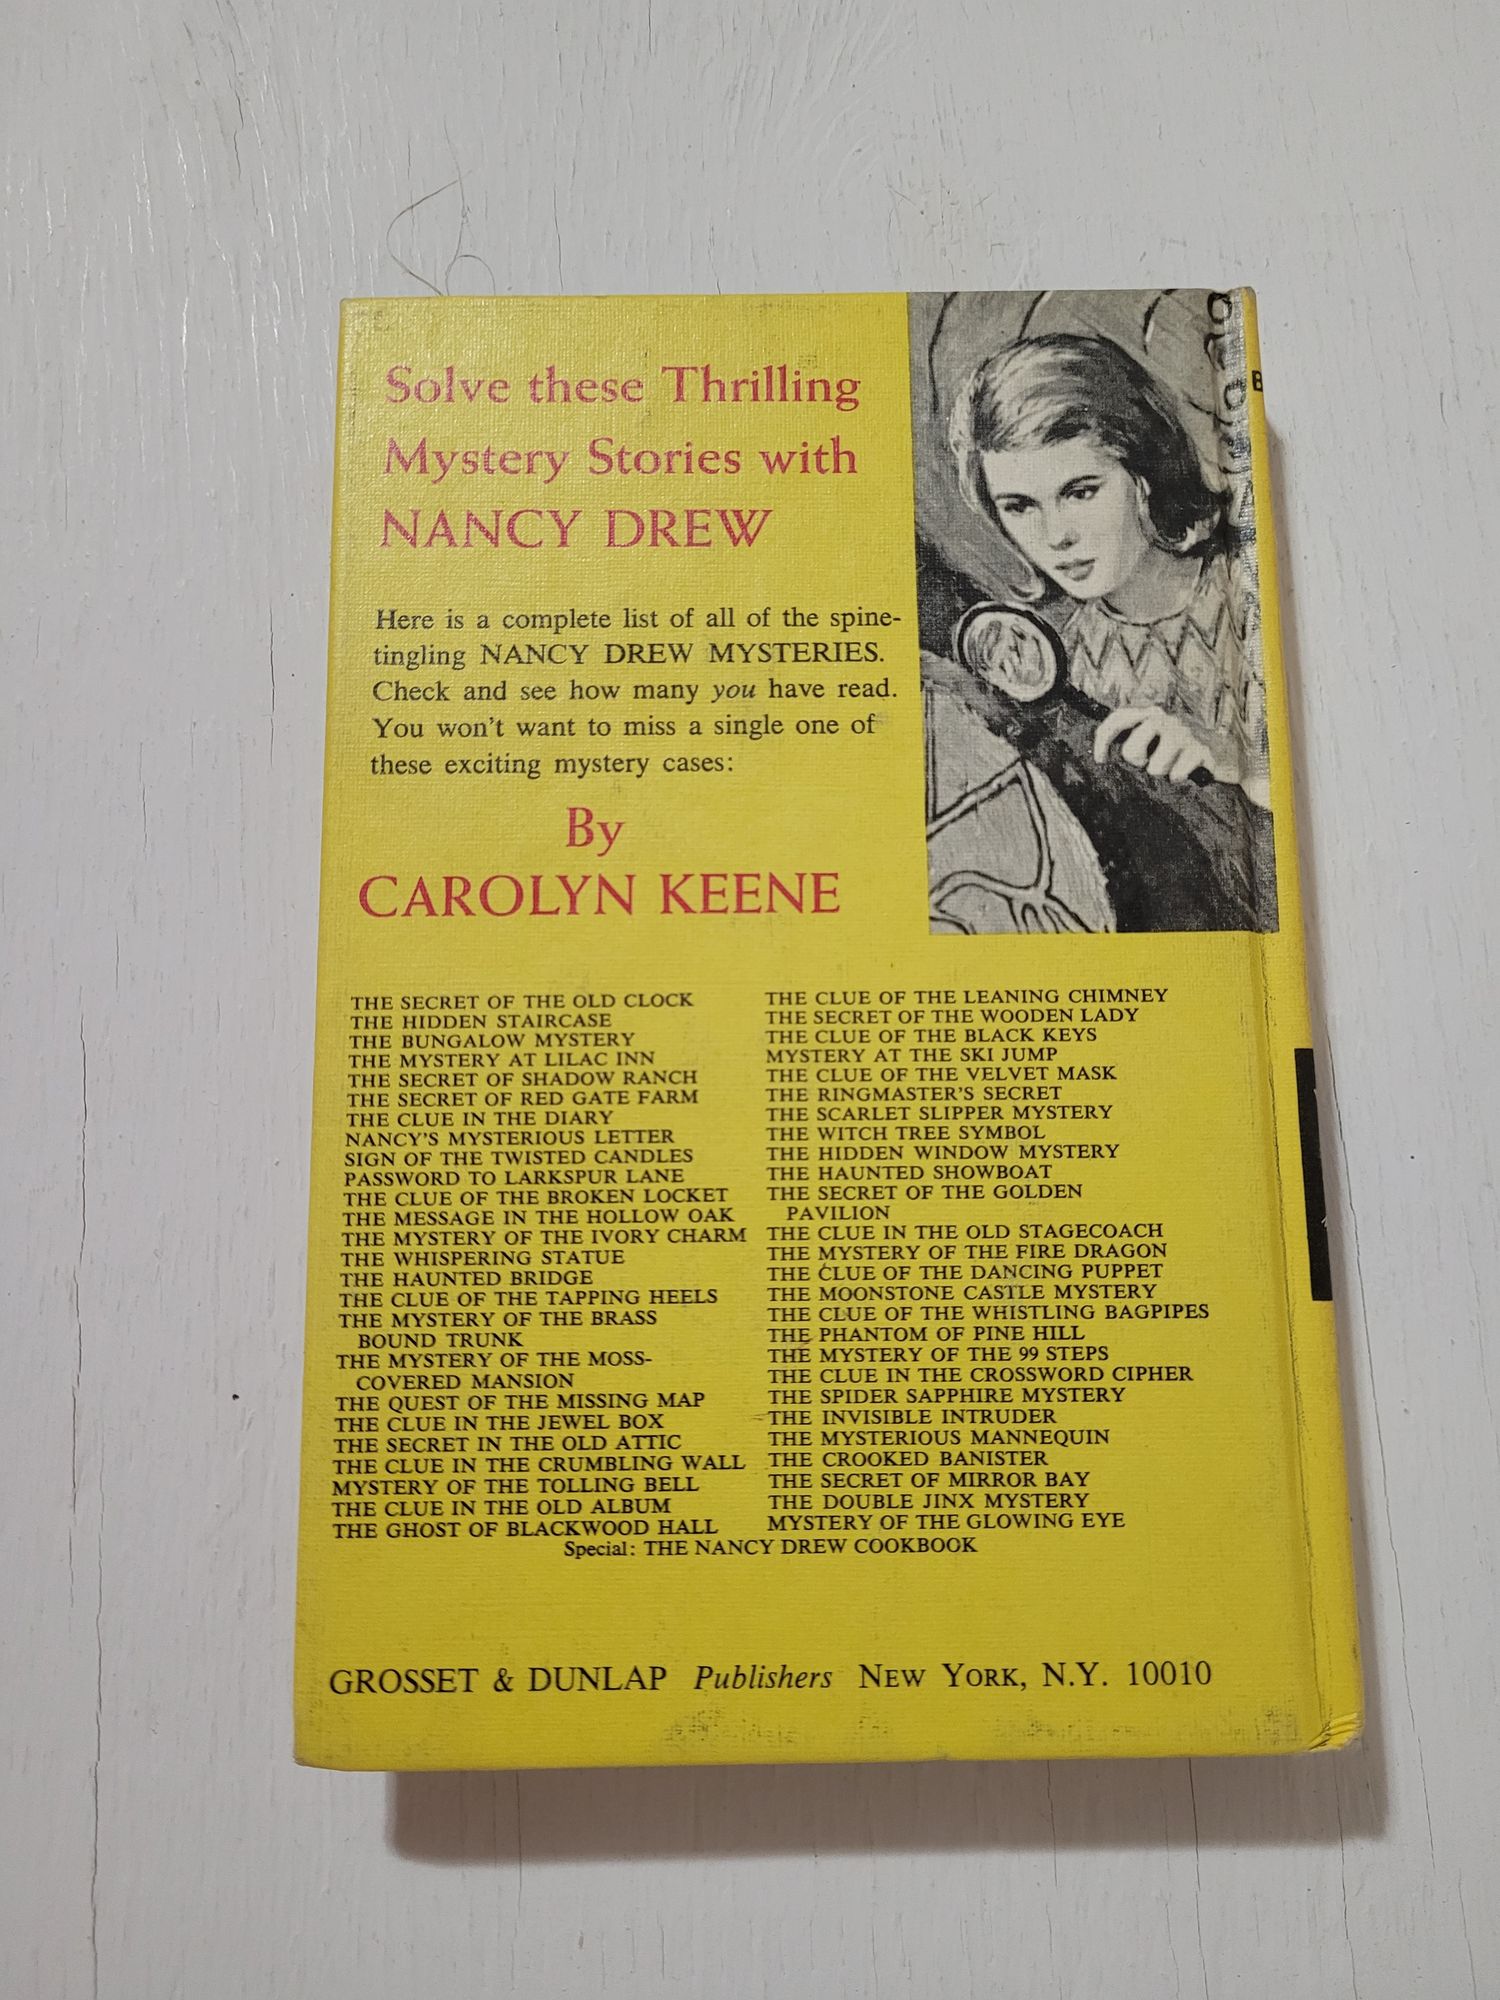 Solve these Thrilling
Mystery Stories with
NANCY DREW
Here is a complete list of all of the spine-
tingling NANCY DREW MYSTERIES.
Check and see how many you have read.
You won't want to miss a single one of
these exciting mystery cases:
By
CAROLYN KEENE
THE SECRET OF THE OLD CLOCK
THE HIDDEN STAIRCASE
THE BUNGALOW MYSTERY
THE MYSTERY AT LILAC INN
THE SECRET OF SHADOW RANCH
THE SECRET OF RED GATE FARM
THE CLUE IN THE DIARY
NANCY'S MYSTERIOUS LETTER
SIGN OF THE TWISTED CANDLES
PASSWORD TO LARKSPUR LANE
THE CLUE OF THE BROKEN LOCKET
THE MESSAGE IN THE HOLLOW OAK
THE MYSTERY OF THE IVORY CHARM
THE WHISPERING STATUE
THE HAUNTED BRIDGE
THE CLUE OF THE TAPPING HEELS
THE MYSTERY OF THE BRASS
BOUND TRUNK
THE MYSTERY OF THE MOSS-
COVERED MANSION
THE QUEST OF THE MISSING MAP
THE CLUE IN THE JEWEL BOX
THE SECRET IN THE OLD ATTIC
THE CLUE IN THE CRUMBLING WALL
MYSTERY OF THE TOLLING BELL
THE CLUE IN THE OLD ALBUM
THE GHOST OF BLACKWOOD HALL
THE CLUE OF THE LEANING CHIMNEY
THE SECRET OF THE WOODEN LADY
THE CLUE OF THE BLACK KEYS
MYSTERY AT THE SKI JUMP
THE CLUE OF THE VELVET MASK
THE RINGMASTER'S SECRET
THE SCARLET SLIPPER MYSTERY
THE WITCH TREE SYMBOL
THE HIDDEN WINDOW MYSTERY
THE HAUNTED SHOWBOAT
THE SECRET OF THE GOLDEN
PAVILION
THE CLUE IN THE OLD STAGECOACH
THE MYSTERY OF THE FIRE DRAGON
THE CLUE OF THE DANCING PUPPET
THE MOONSTONE CASTLE MYSTERY
THE CLUE OF THE WHISTLING BAGPIPES
THE PHANTOM OF PINE HILL
THE MYSTERY OF THE 99 STEPS
THE CLUE IN THE CROSSWORD CIPHER
THE SPIDER SAPPHIRE MYSTERY
THE INVISIBLE INTRUDER
THE MYSTERIOUS MANNEQUIN
THE CROOKED BANISTER
THE SECRET OF MIRROR BAY
THE DOUBLE JINX MYSTERY
MYSTERY OF THE GLOWING EYE
Special: THE NANCY DREW COOKBOOK
GROSSET & DUNLAP Publishers NEW YORK, N.Y. 10010